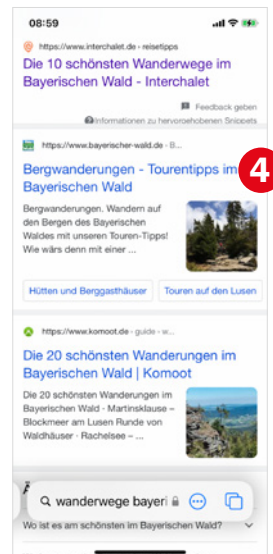 08:59
https://www.interchalet.de › reisetipps
Die 10 schönsten Wanderwege im
Bayerischen Wald - Interchalet
Feedback geben
Informationen zu hervorgehobenen Snippets
https://www.bayerischer-wald.de › B...
Bergwanderungen - Tourentipps im
Bayerischen Wald
4
Bergwanderungen. Wandern auf
den Bergen des Bayerischen
Waldes mit unseren Touren-Tipps!
Wie wärs denn mit einer ...
Hütten und Berggasthäuser
Touren auf den Lusen
https://www.komoot.de › guide › w...
Die 20 schönsten Wanderungen im
Bayerischen Wald | Komoot
Die 20 schönsten Wanderungen im
Bayerischen Wald · Martinsklause –
Blockmeer am Lusen Runde von
Waldhäuser · Rachelsee – ...
wanderwege bayeri
Wo ist es am schönsten im Bayerischen Wald?